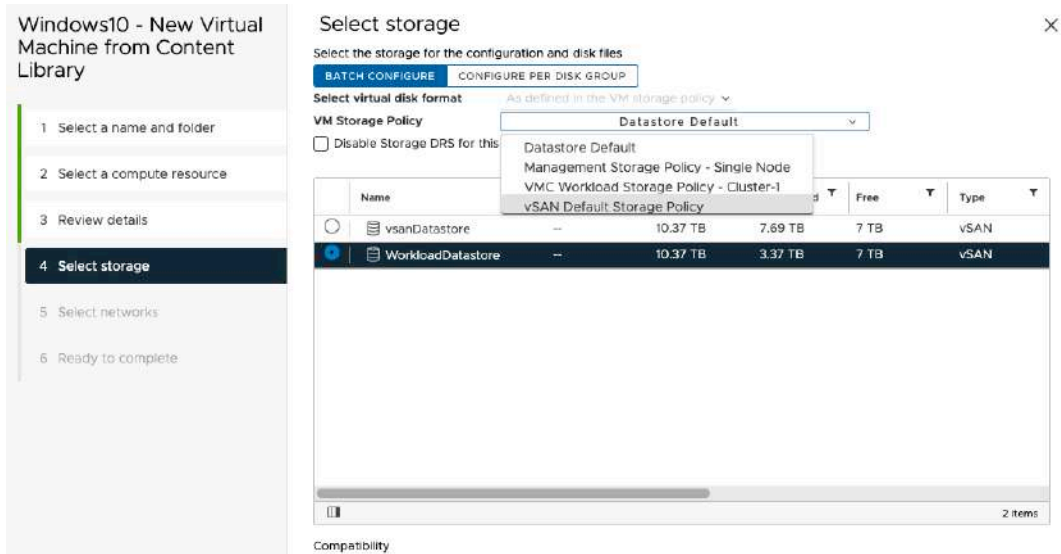 Windows10 - New Virtual
Machine from Content
Library
1 Select a name and folder
2 Select a compute resource
3 Review details
4 Select storage
5 Select networks
6 Ready to complete
Select storage
Select the storage for the configuration and disk files
BATCH CONFIGURE CONFIGURE PER DISK GROUP
Select virtual disk format As defined in the VM storage policy
VM Storage Policy Datastore Default
Disable Storage DRS for this
Datastore Default
Management Storage Policy - Single Node
VMC Workload Storage Policy - Cluster-1
vSAN Default Storage Policy
Name Free Type
vsanDatastore -- 10.37 TB 7.69 TB 7 TB vSAN
WorkloadDatastore -- 10.37 TB 3.37 TB 7 TB vSAN
2 items
Compatibility